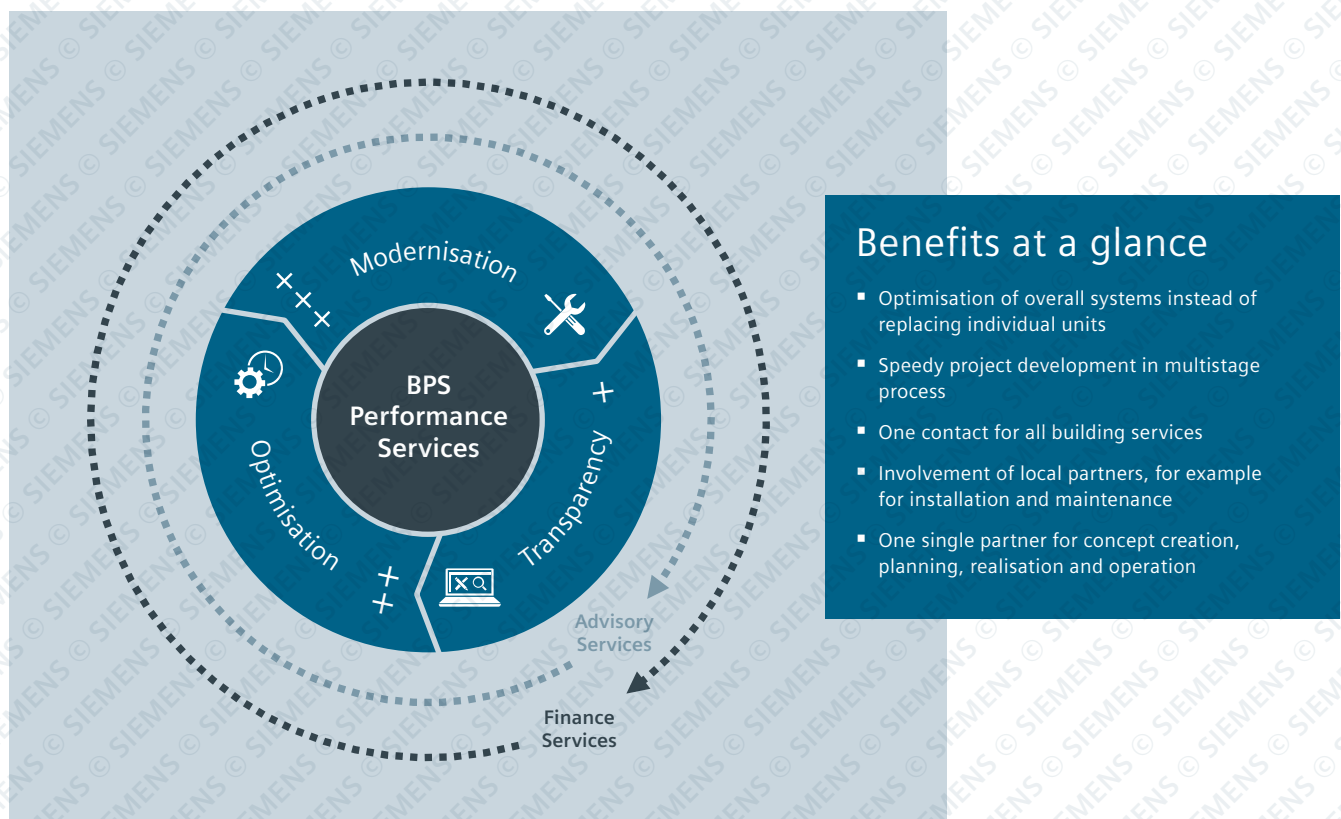 Modernisation
BPS
Performance
Services
Optimisation
Transparency
Advisory
Services
Finance
Services
Benefits at a glance
▪ Optimisation of overall systems instead of
replacing individual units
▪ Speedy project development in multistage
process
▪ One contact for all building services
▪ Involvement of local partners, for example
for installation and maintenance
▪ One single partner for concept creation,
planning, realisation and operation
© SIEMENS